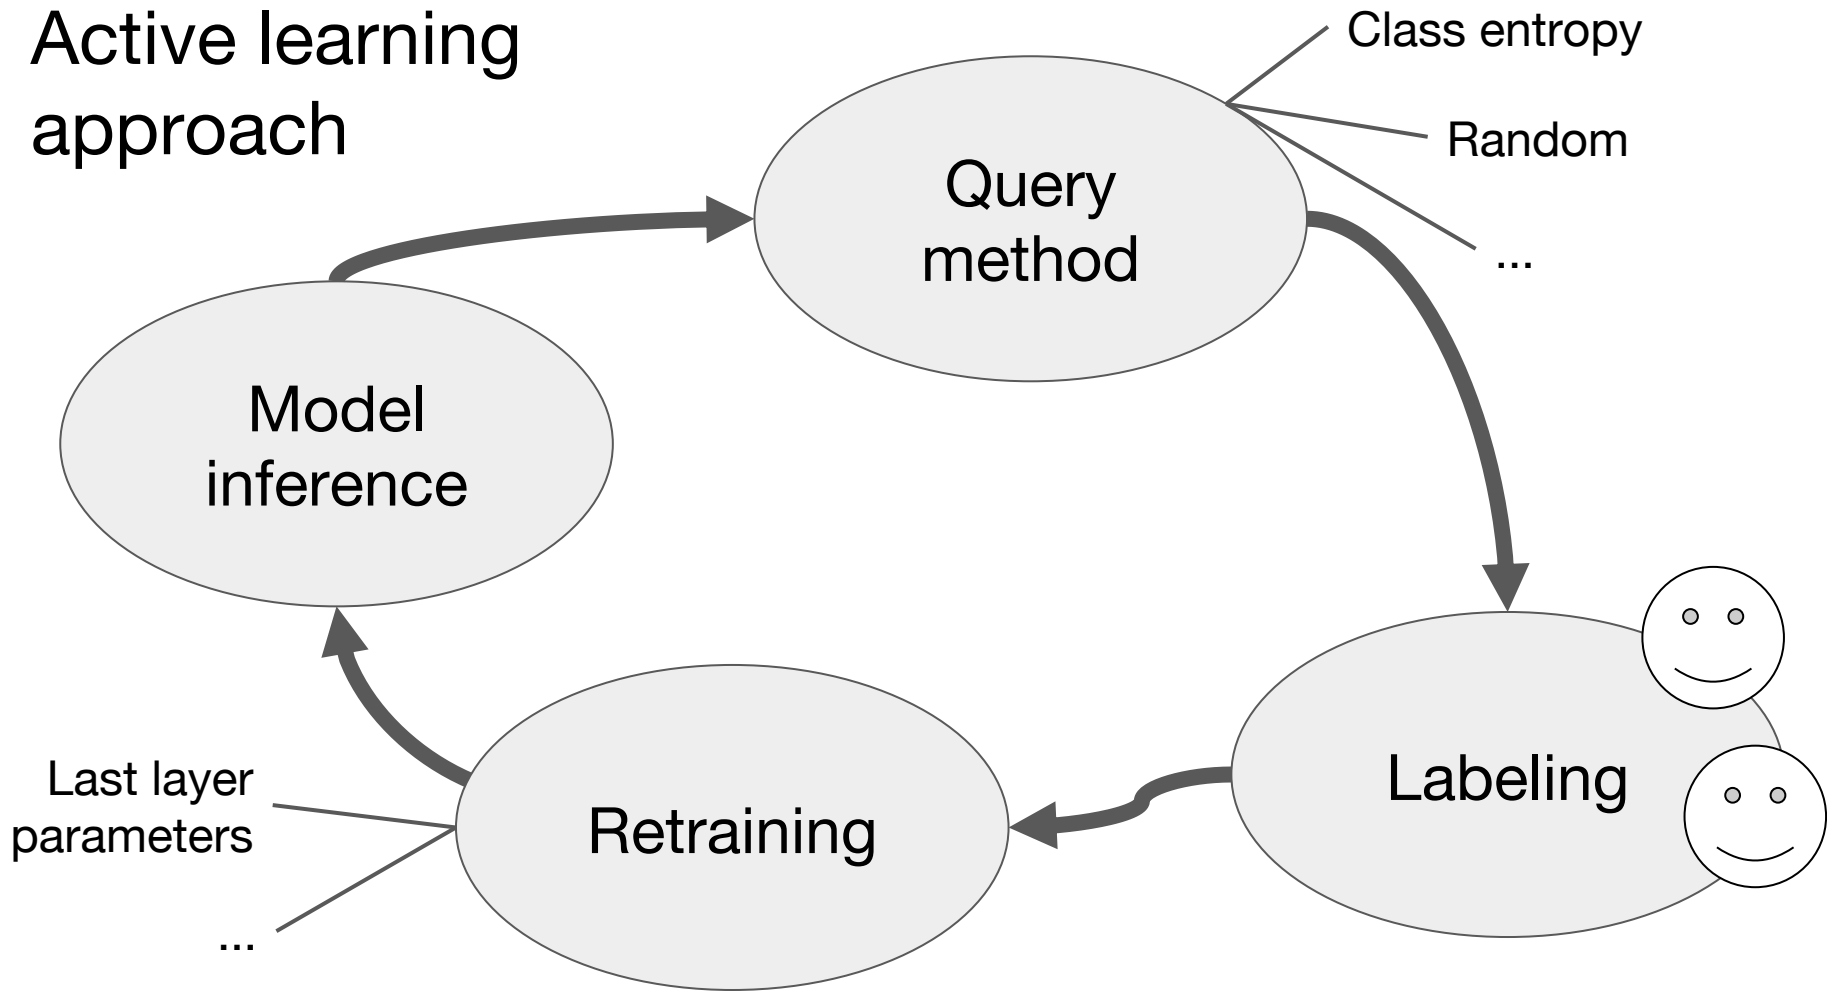 Active learning
approach
Class entropy
Random
...
Query
method
Model
inference
Labeling
Retraining
Last layer
parameters
...